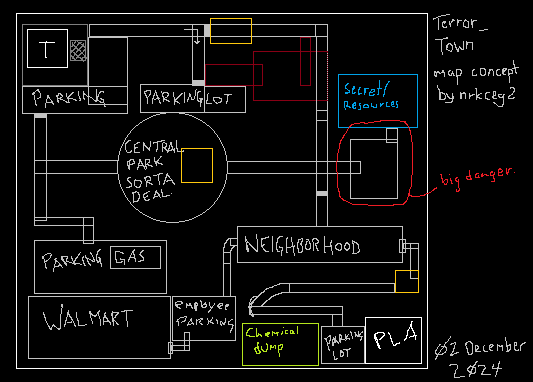 Terror_
Town
map concept
by nrkceg2
T
PARKING
PARKING LOT
Secret/
Resources
CENTRAL
PARK
SORTA
DEAL
big danger.
NEIGHBORHOOD
PARKING GAS
WALMART
Employee
PARKING
Chemical
dump
PARKING
LOT
PLA
02 December
2024